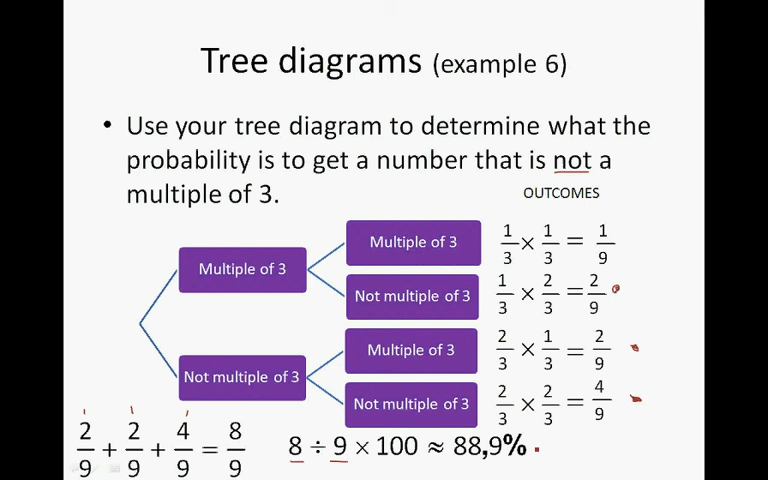 Tree diagrams (example 6)
• Use your tree diagram to determine what the
probability is to get a number that is not a
multiple of 3.
OUTCOMES
Multiple of 3
Multiple of 3
1/3 × 1/3 = 1/9
Not multiple of 3
1/3 × 2/3 = 2/9
Not multiple of 3
Multiple of 3
2/3 × 1/3 = 2/9
Not multiple of 3
2/3 × 2/3 = 4/9
2/9 + 2/9 + 4/9 = 8/9
8 ÷ 9 × 100 ≈ 88,9%